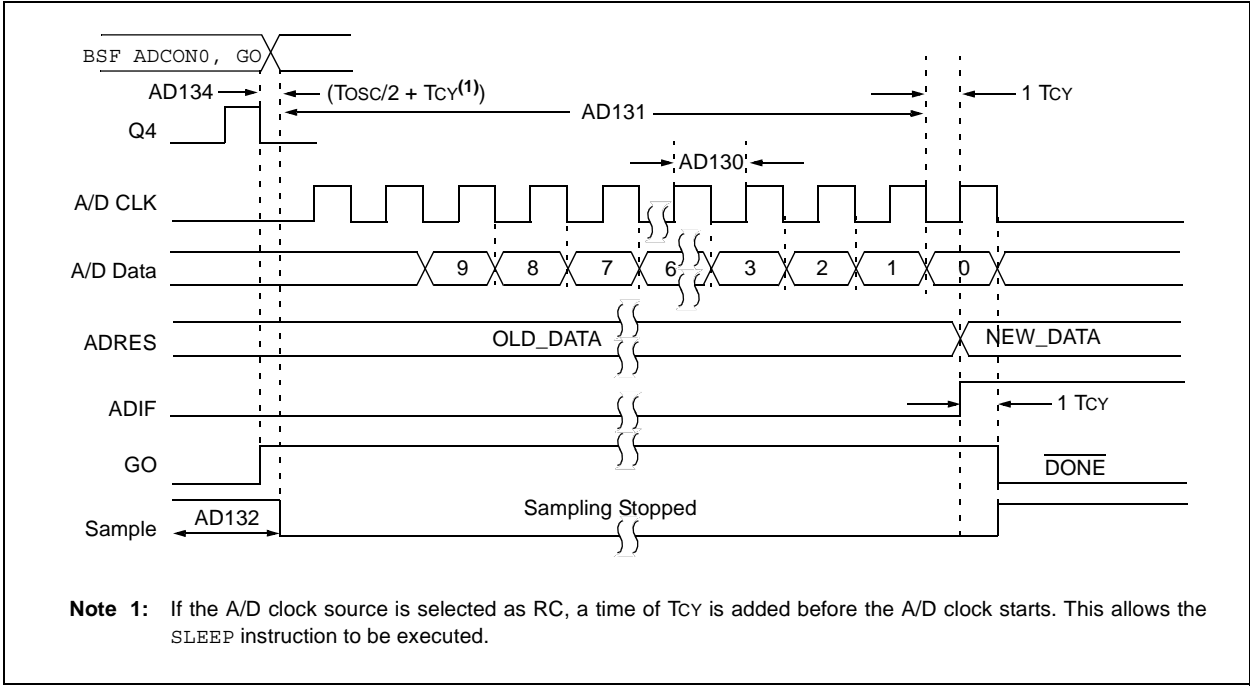 BSF ADCON0, GO
AD134
(TOSC/2 + TCY(1))
1 TCY
AD131
Q4
AD130
A/D CLK
A/D Data
9 8 7 6 3 2 1 0
ADRES
OLD_DATA
NEW_DATA
ADIF
1 TCY
GO
DONE
Sample
AD132
Sampling Stopped
Note 1: If the A/D clock source is selected as RC, a time of TCY is added before the A/D clock starts. This allows the
SLEEP instruction to be executed.